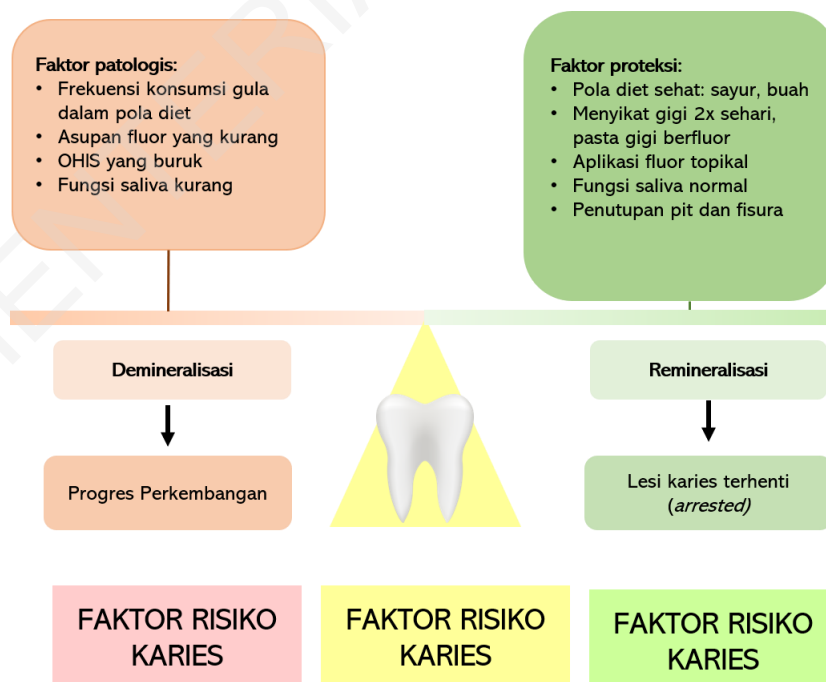 Faktor patologis:
• Frekuensi konsumsi gula
dalam pola diet
• Asupan fluor yang kurang
• OHIS yang buruk
• Fungsi saliva kurang
Faktor proteksi:
• Pola diet sehat: sayur, buah
• Menyikat gigi 2x sehari,
pasta gigi berfluor
• Aplikasi fluor topikal
• Fungsi saliva normal
• Penutupan pit dan fisura
Demineralisasi
Remineralisasi
Progres Perkembangan
Lesi karies terhenti
(arrested)
FAKTOR RISIKO
KARIES
FAKTOR RISIKO
KARIES
FAKTOR RISIKO
KARIES